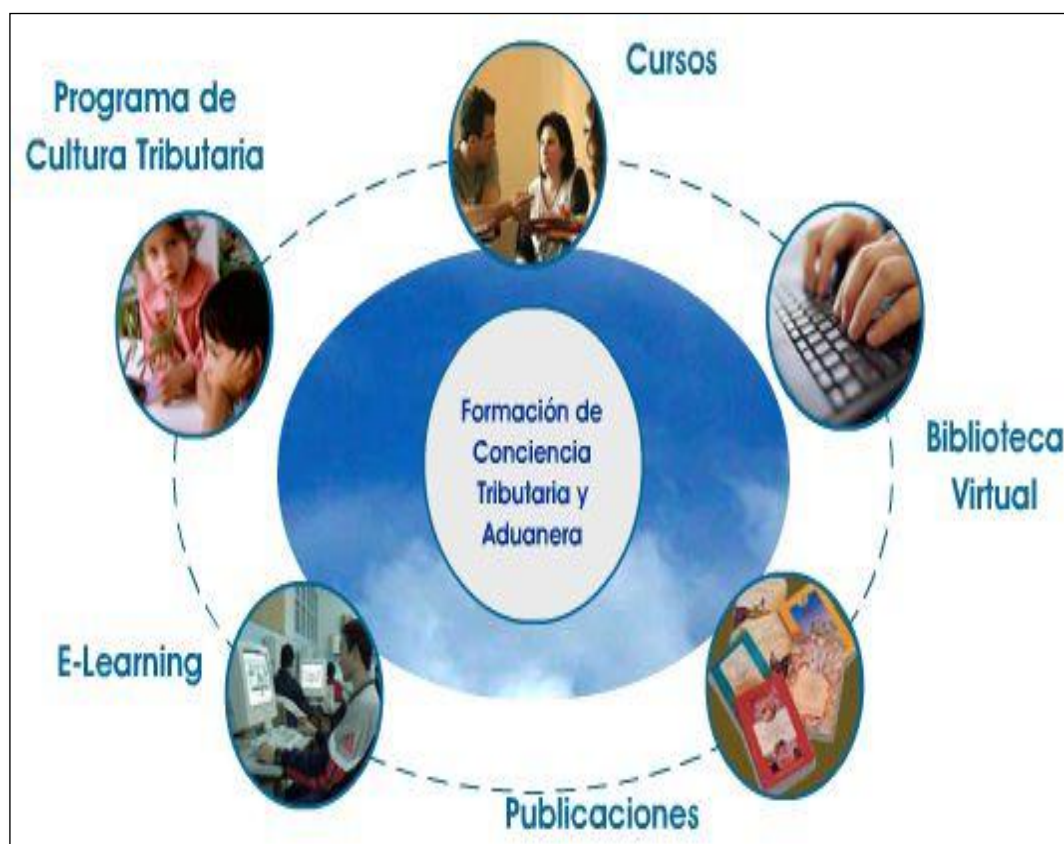 Cursos
Programa de
Cultura Tributaria
Formación de
Conciencia
Tributaria y
Aduanera
Biblioteca
Virtual
E-Learning
Publicaciones